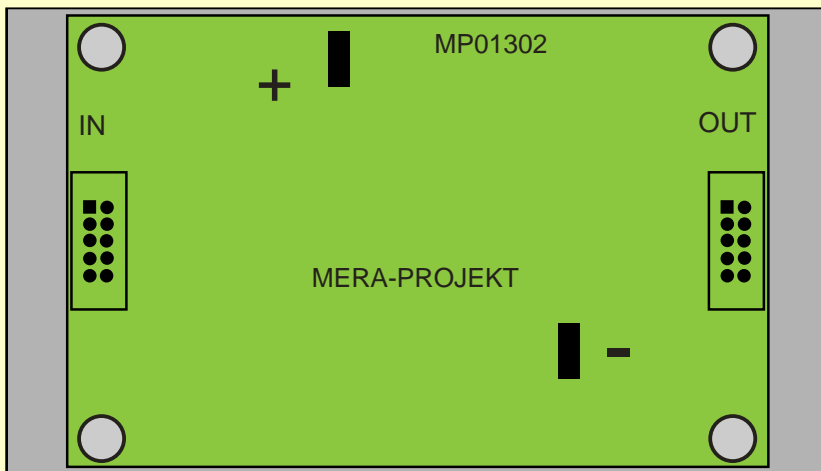 MP01302
+
IN
OUT
MERA-PROJEKT
-